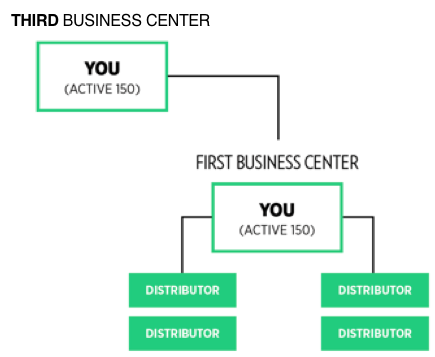 THIRD BUSINESS CENTER
YOU
(ACTIVE 150)
FIRST BUSINESS CENTER
YOU
(ACTIVE 150)
DISTRIBUTOR
DISTRIBUTOR
DISTRIBUTOR
DISTRIBUTOR